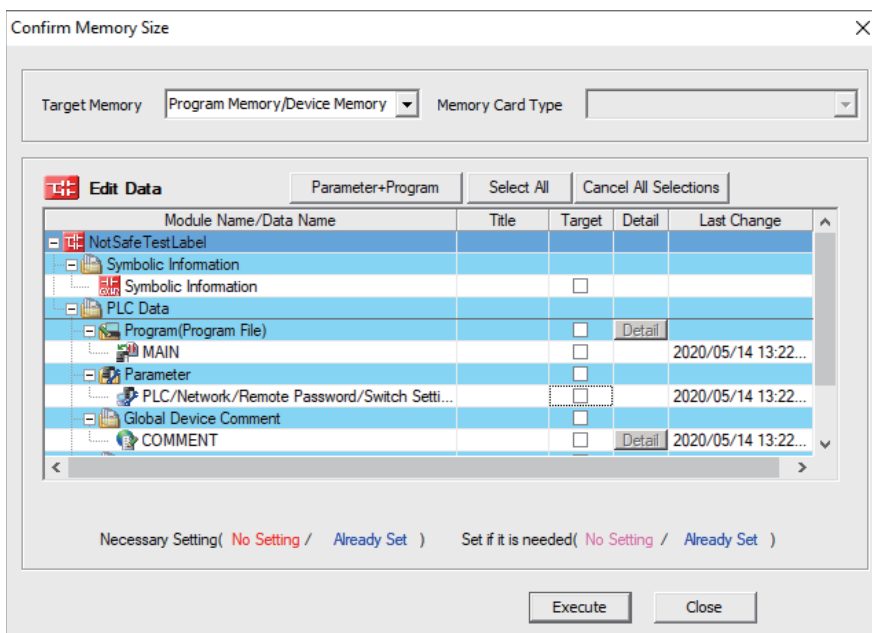 Confirm Memory Size
Target Memory Program Memory/Device Memory Memory Card Type
Edit Data Parameter+Program Select All Cancel All Selections
Module Name/Data Name Title Target Detail Last Change
NotSafeTestLabel
Symbolic Information
Symbolic Information
PLC Data
Program(Program File) Detail
MAIN 2020/05/14 13:22...
Parameter
PLC/Network/Remote Password/Switch Setti... 2020/05/14 13:22...
Global Device Comment
COMMENT Detail 2020/05/14 13:22...
Necessary Setting( No Setting / Already Set ) Set if it is needed( No Setting / Already Set )
Execute Close